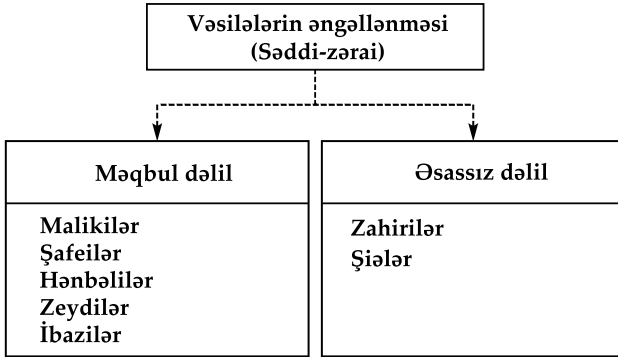 Vəsilələrin əngəllənməsi
(Səddi-zərai)
Məqbul dəlil
Malikilər
Şafeilər
Hənbəlilər
Zeydilər
İbazilər
Əsassız dəlil
Zahirilər
Şiələr